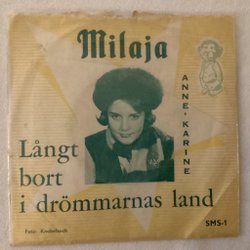 Milaja
ANNE-KARINE
Långt
bort
i drömmarnas land
SMS-1